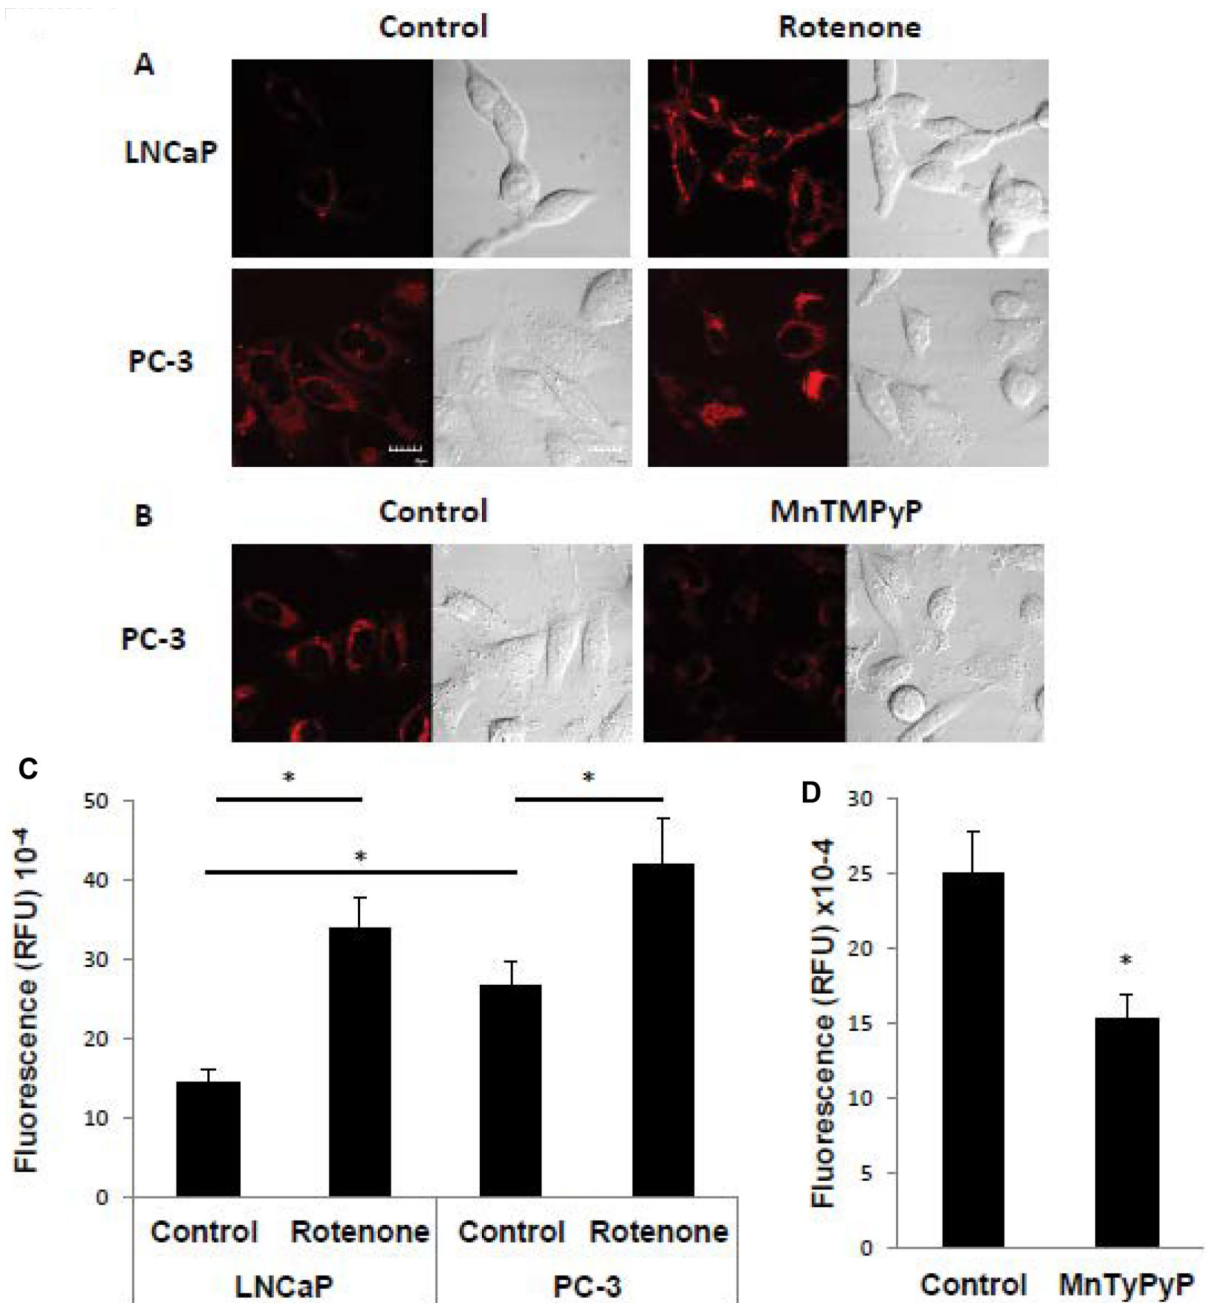 Control Rotenone
A
LNCaP
PC-3
B Control MnTMPyP
PC-3
C
*
*
*
Fluorescence (RFU) 10-4
50
40
30
20
10
0
Control Rotenone Control Rotenone
LNCaP PC-3
D
*
Fluorescence (RFU) x10-4
30
25
20
15
10
5
0
Control MnTyPyP